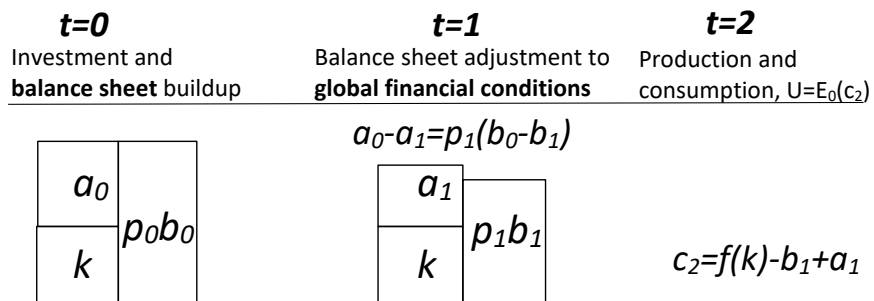 t=0 t=1 t=2
Investment and Balance sheet adjustment to Production and
balance sheet buildup global financial conditions consumption, U=E₀(c₂)
a₀-a₁=p₁(b₀-b₁)
a₀ a₁
p₀b₀ p₁b₁
k k c₂=f(k)-b₁+a₁